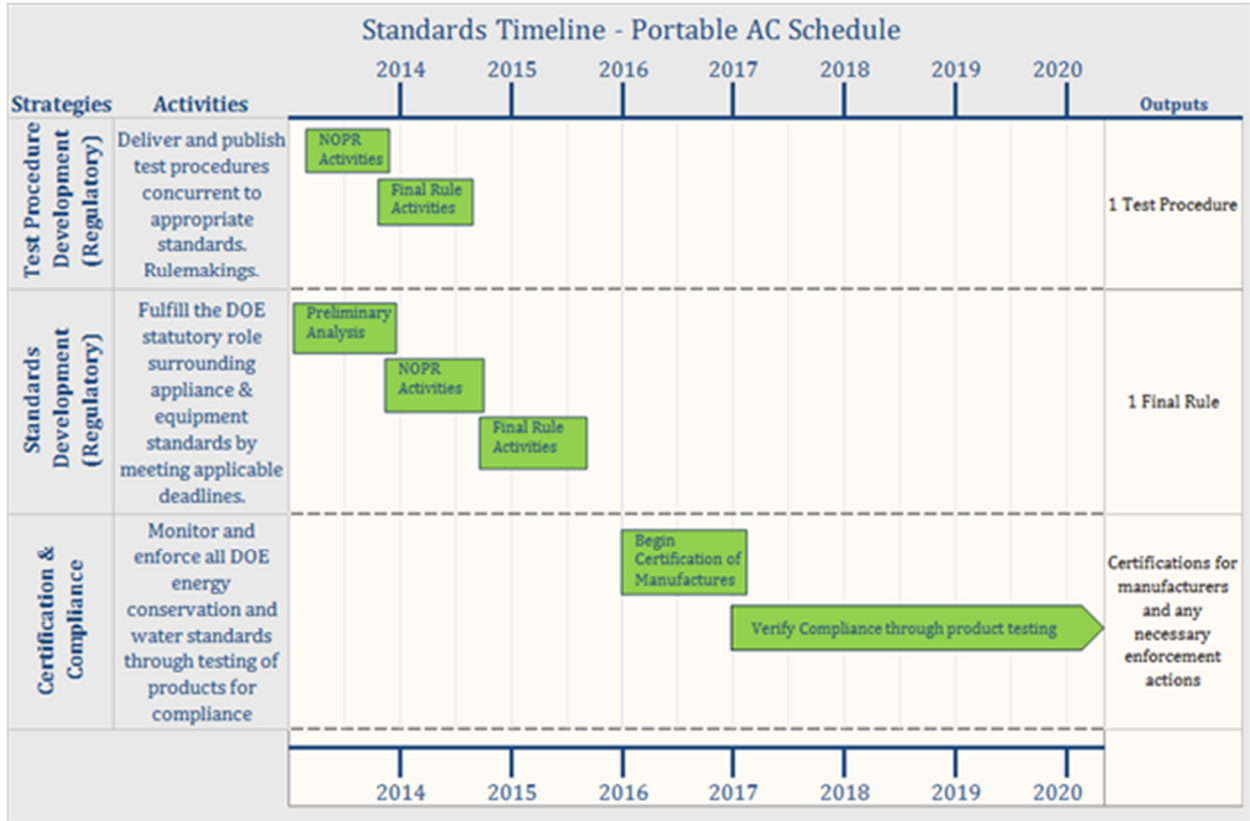 Standards Timeline - Portable AC Schedule
2014 2015 2016 2017 2018 2019 2020
Strategies Activities Outputs
Test Procedure
Development
(Regulatory)
Deliver and publish
test procedures
concurrent to
appropriate
standards.
Rulemakings.
NOPR
Activities
Final Rule
Activities
1 Test Procedure
Standards
Development
(Regulatory)
Fulfill the DOE
statutory role
surrounding
appliance &
equipment
standards by
meeting applicable
deadlines.
Preliminary
Analysis
NOPR
Activities
Final Rule
Activities
1 Final Rule
Certification &
Compliance
Monitor and
enforce all DOE
energy
conservation and
water standards
through testing of
products for
compliance
Begin
Certification of
Manufactures
Verify Compliance through product testing
Certifications for
manufacturers
and any
necessary
enforcement
actions
2014 2015 2016 2017 2018 2019 2020